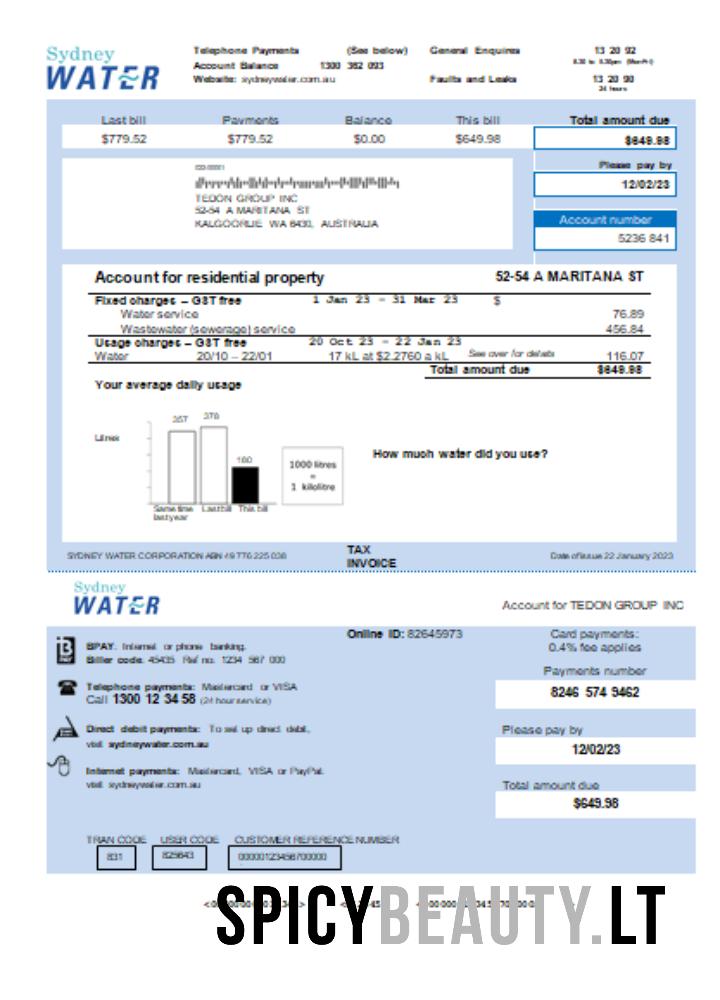 Sydney
WATER
Telephone Payments (See below) General Enquires 13 20 92
8.30 to 5.30pm (Mon-Fri)
Account Balance 1300 362 093
Website: sydneywater.com.au Faults and Leaks 13 20 90
24 hours
Last bill Payments Balance This bill Total amount due
$779.52 $779.52 $0.00 $649.98 $649.98
Please pay by
12/02/23
TEDON GROUP INC
52-54 A MARITANA ST
KALGOORLIE WA 6430, AUSTRALIA
Account number
5236 841
Account for residential property 52-54 A MARITANA ST
Fixed charges – GST free 1 Jan 23 – 31 Mar 23 $
Water service 76.89
Wastewater (sewerage) service 456.84
Usage charges – GST free 20 Oct 23 – 22 Jan 23
Water 20/10 – 22/01 17 kL at $2.2760 a kL See over for details 116.07
Total amount due $649.98
Your average daily usage
357 378
Litres
180
1000 litres
=
1 kilolitre
How much water did you use?
Same time last year Last bill This bill
SYDNEY WATER CORPORATION ABN 49 776 225 038 TAX INVOICE Date of issue 22 January 2023
Sydney
WATER
Account for TEDON GROUP INC
Online ID: 82645973
Card payments:
0.4% fee applies
BPAY. Internet or phone banking.
Biller code. 45435 Ref no. 1234 567 000
Payments number
8246 574 9462
Telephone payments: Mastercard or VISA
Call 1300 12 34 58 (24 hour service)
Direct debit payments: To set up direct debit,
visit sydneywater.com.au
Please pay by
12/02/23
Internet payments: Mastercard, VISA or PayPal.
visit sydneywater.com.au
Total amount due
$649.98
TRAN CODE USER CODE CUSTOMER REFERENCE NUMBER
831 825643 00000123456700000
SPICYBEAUTY.LT